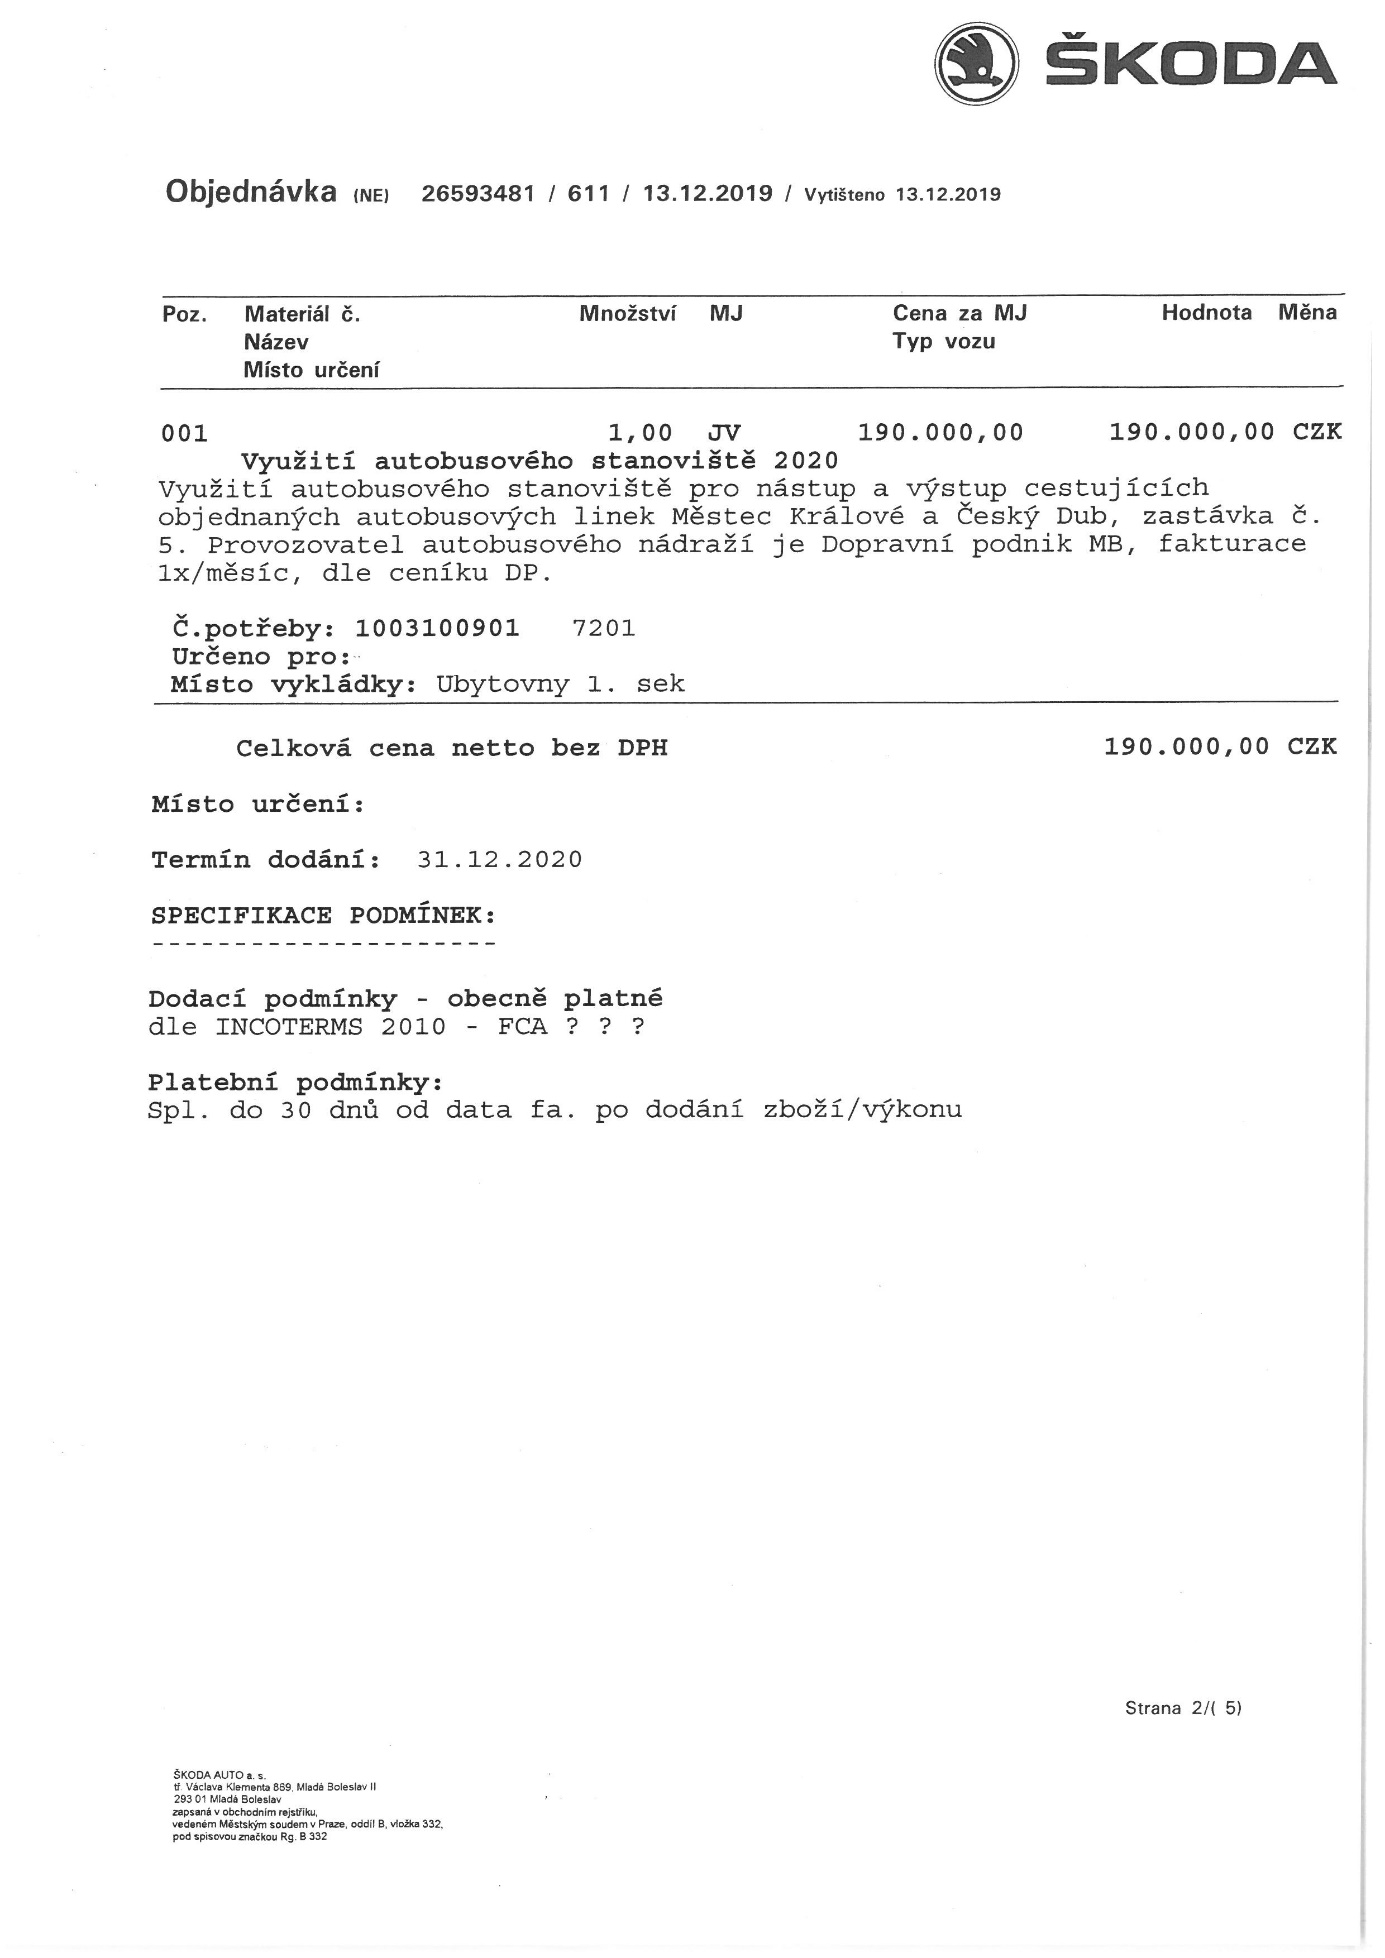 ŠKODA
Objednávka (NE) 26593481 / 611 / 13.12.2019 / Vytištěno 13.12.2019
Poz. Materiál č. Množství MJ Cena za MJ Hodnota Měna
Název Typ vozu
Místo určení
001 1,00 JV 190.000,00 190.000,00 CZK
Využití autobusového stanoviště 2020
Využití autobusového stanoviště pro nástup a výstup cestujících
objednaných autobusových linek Městec Králové a Český Dub, zastávka č.
5. Provozovatel autobusového nádraží je Dopravní podnik MB, fakturace
1x/měsíc, dle ceníku DP.
Č.potřeby: 1003100901 7201
Určeno pro:
Místo vykládky: Ubytovny 1. sek
Celková cena netto bez DPH 190.000,00 CZK
Místo určení:
Termín dodání: 31.12.2020
SPECIFIKACE PODMÍNEK:
---------------------
Dodací podmínky - obecně platné
dle INCOTERMS 2010 - FCA ? ? ?
Platební podmínky:
Spl. do 30 dnů od data fa. po dodání zboží/výkonu
Strana 2/( 5)
ŠKODA AUTO a. s.
tř. Václava Klementa 869, Mladá Boleslav II
293 01 Mladá Boleslav
zapsaná v obchodním rejstříku,
vedeném Městským soudem v Praze, oddíl B, vložka 332,
pod spisovou značkou Rg. B 332